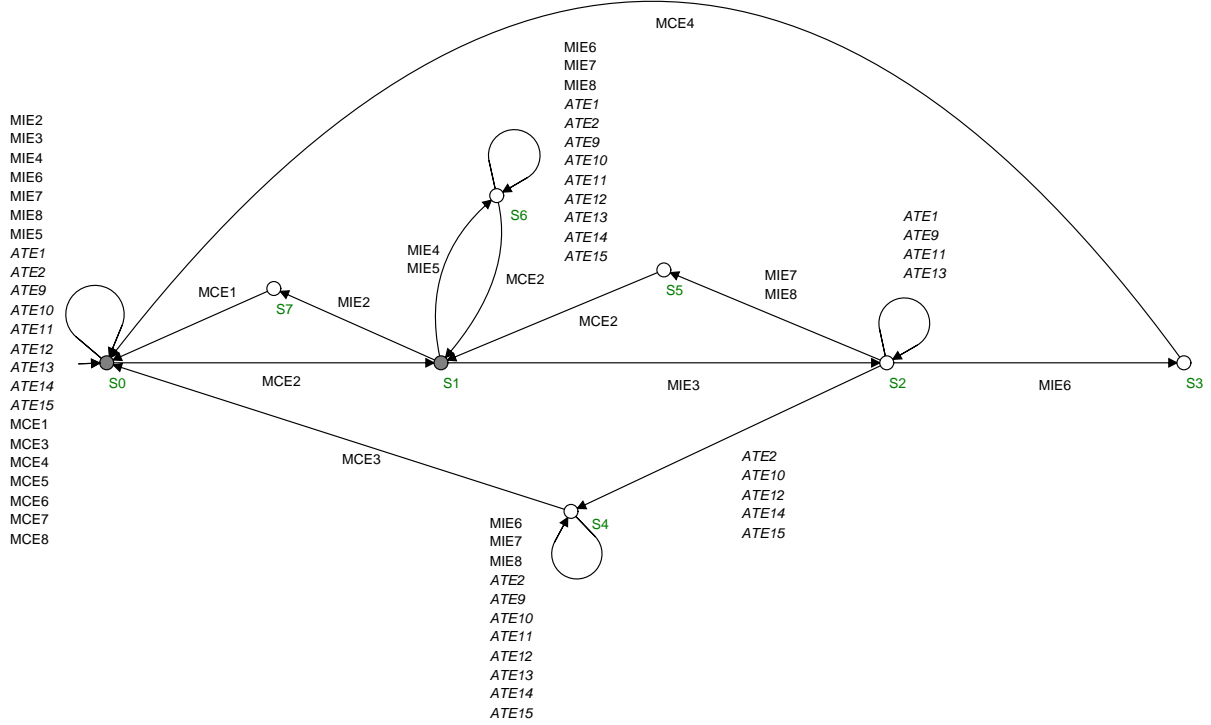 MCE4
MIE6
MIE7
MIE8
ATE1
ATE2
ATE9
ATE10
ATE11
ATE12
ATE13
ATE14
ATE15
MIE2
MIE3
MIE4
MIE6
MIE7
MIE8
MIE5
ATE1
ATE2
ATE9
ATE10
ATE11
ATE12
ATE13
ATE14
ATE15
MCE1
MCE3
MCE4
MCE5
MCE6
MCE7
MCE8
S6
ATE1
ATE9
ATE11
ATE13
MIE4
MIE5
MCE2
MIE7
MIE8
S5
MCE1
MIE2
S7
MCE2
S0
MCE2
S1
MIE3
S2
MIE6
S3
MCE3
ATE2
ATE10
ATE12
ATE14
ATE15
S4
MIE6
MIE7
MIE8
ATE2
ATE9
ATE10
ATE11
ATE12
ATE13
ATE14
ATE15